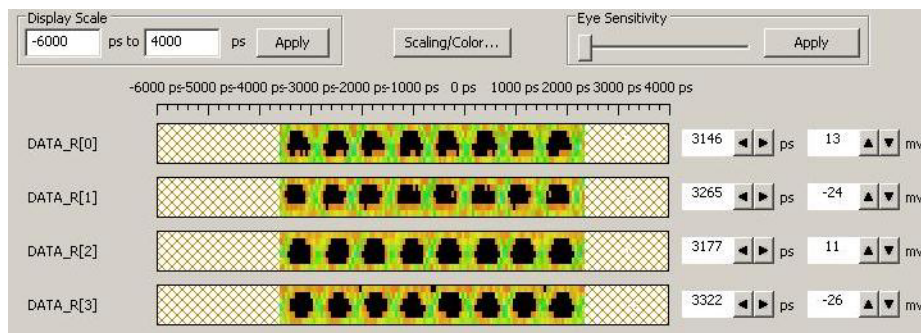 Display Scale
-6000 ps to 4000 ps Apply
Scaling/Color...
Eye Sensitivity
Apply
-6000 ps-5000 ps-4000 ps-3000 ps-2000 ps-1000 ps 0 ps 1000 ps 2000 ps 3000 ps 4000 ps
DATA_R[0] 3146 ps 13 mv
DATA_R[1] 3265 ps -24 mv
DATA_R[2] 3177 ps 11 mv
DATA_R[3] 3322 ps -26 mv